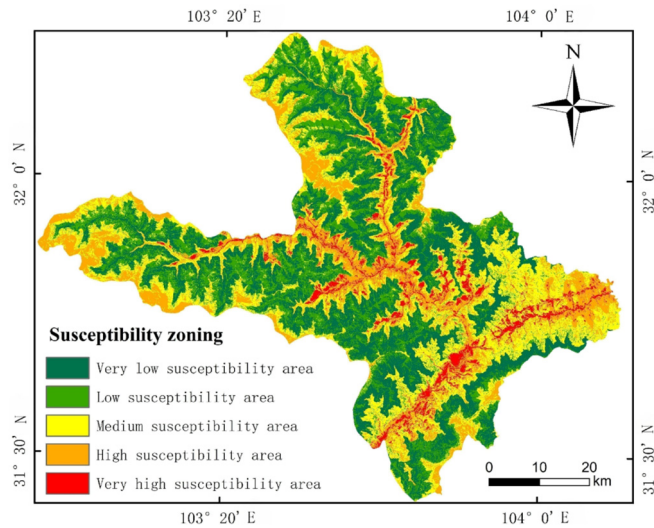 103° 20′ E
104° 0′ E
N
32° 0′ N
32° 0′ N
Susceptibility zoning
Very low susceptibility area
Low susceptibility area
Medium susceptibility area
High susceptibility area
Very high susceptibility area
31° 30′ N
31° 30′ N
0 10 20
km
103° 20′ E
104° 0′ E